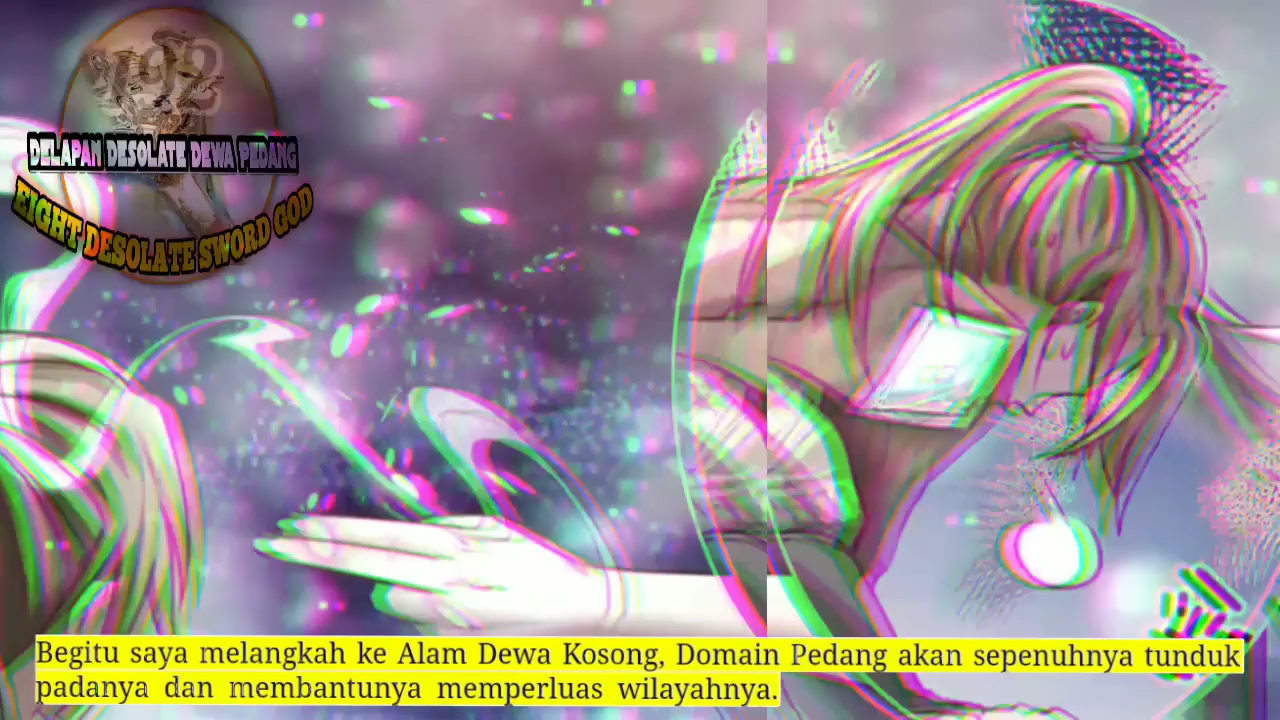 192
DELAPAN DESOLATE DEWA PEDANG
EIGHT DESOLATE SWORD GOD
Begitu saya melangkah ke Alam Dewa Kosong, Domain Pedang akan sepenuhnya tunduk
padanya dan membantunya memperluas wilayahnya.